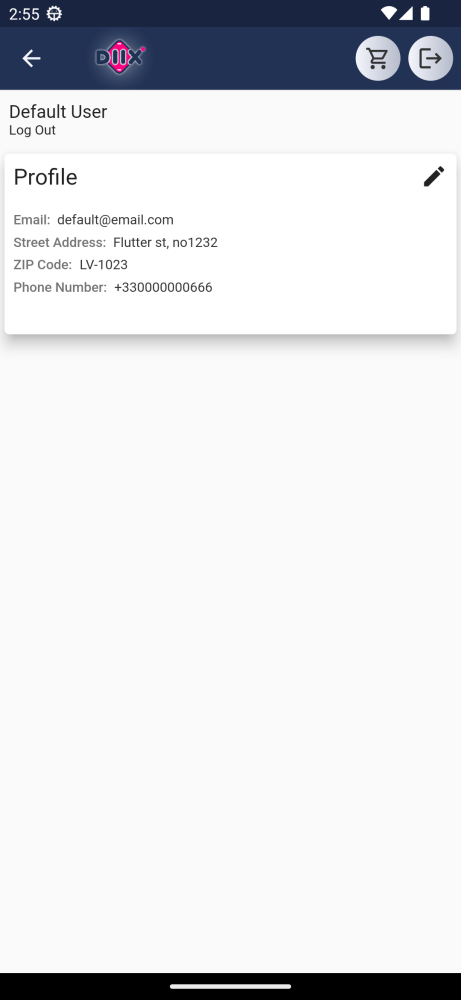 2:55
DIIX
Default User
Log Out
Profile
Email: default@email.com
Street Address: Flutter st, no1232
ZIP Code: LV-1023
Phone Number: +330000000666